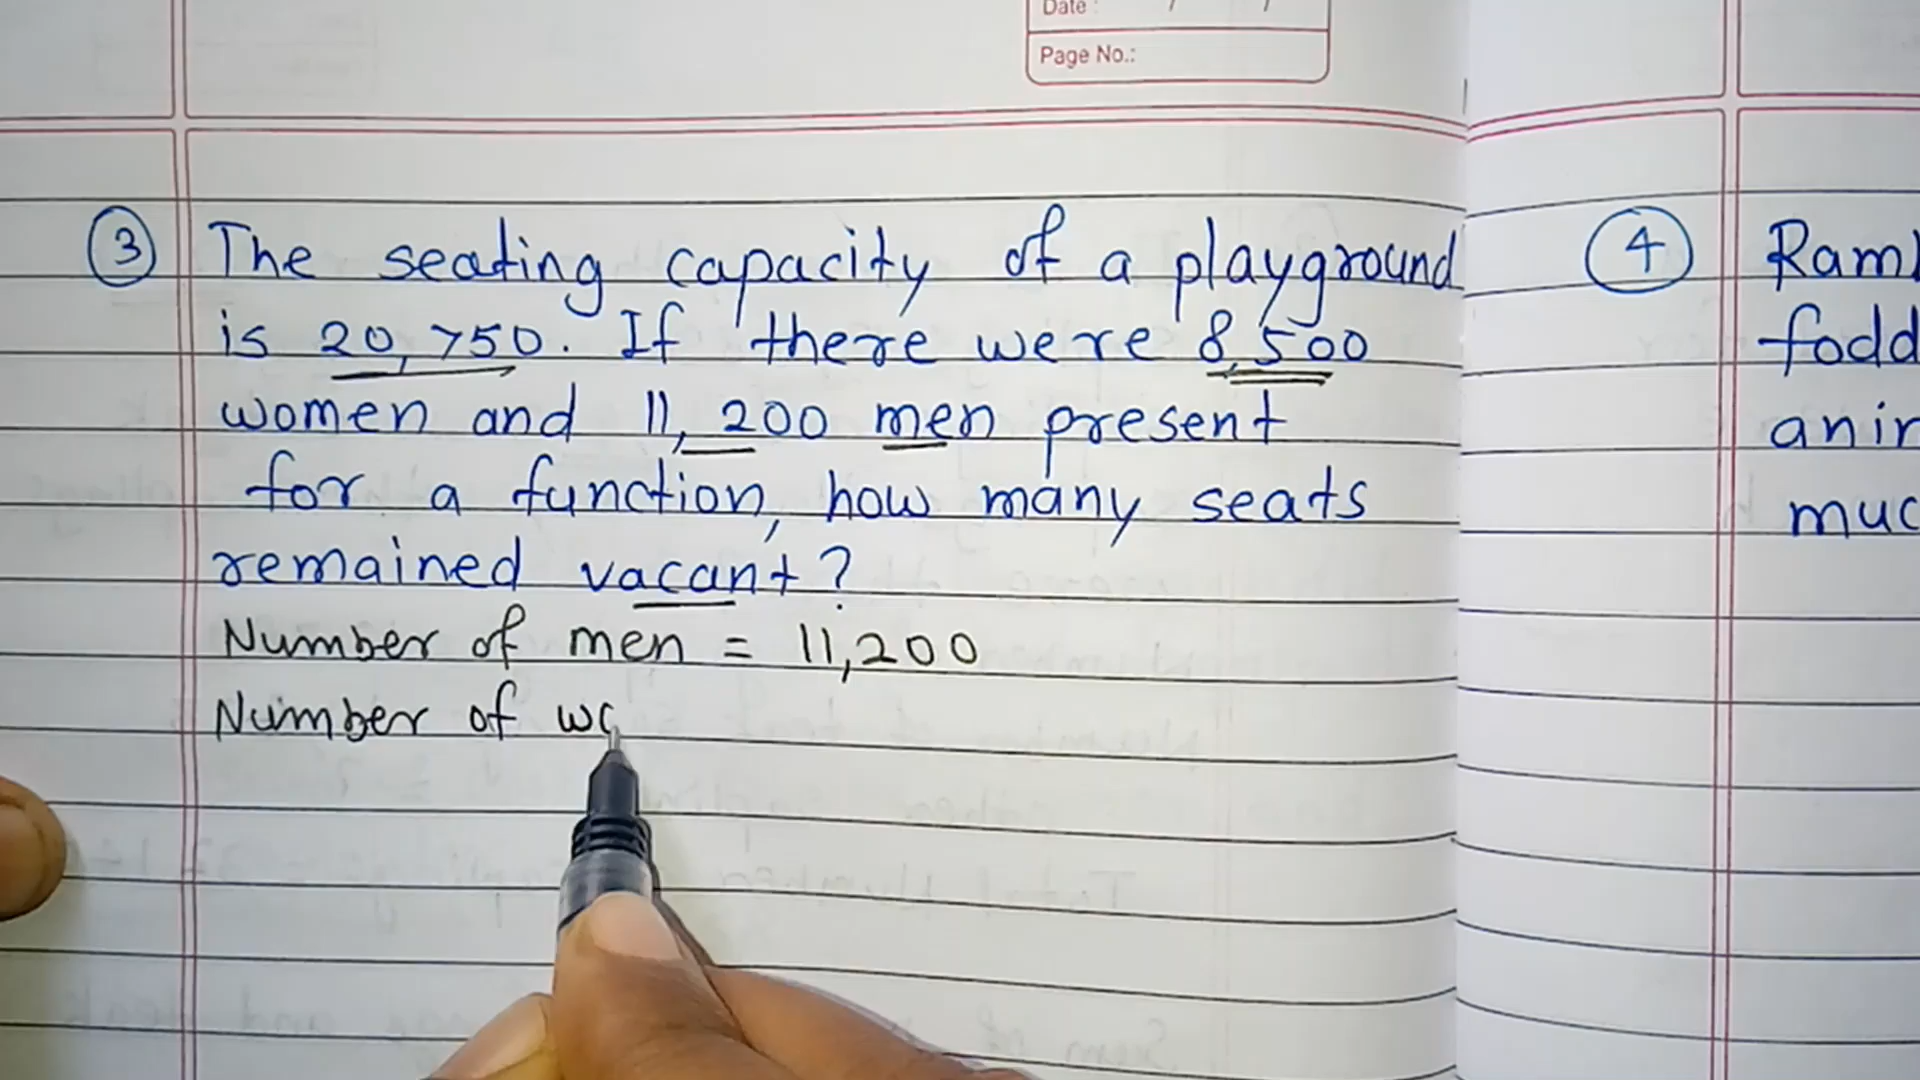 Date : / /
Page No.:
3 The seating capacity of a playground
is 20,750. If there were 8,500
women and 11,200 men present
for a function, how many seats
remained vacant?
Number of men = 11,200
Number of wo
4
fodd
anim
muc